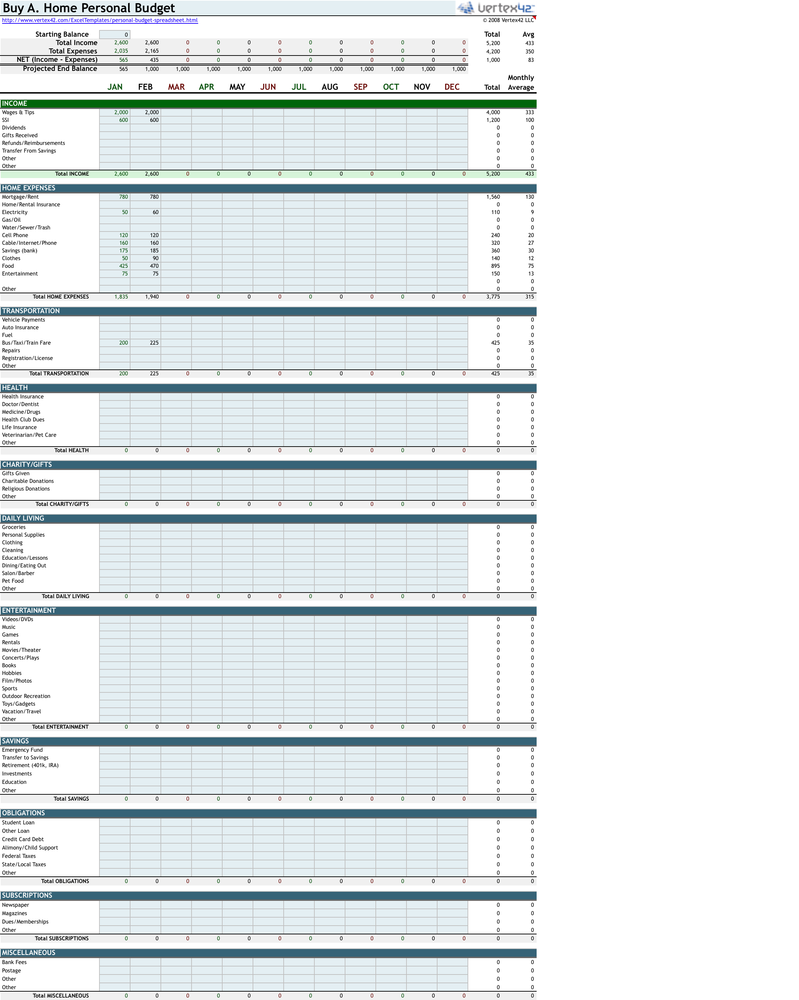 Buy A. Home Personal Budget vertex42
http://www.vertex42.com/ExcelTemplates/personal-budget-spreadsheet.html © 2008 Vertex42 LLC
Starting Balance 0 Total Avg
Total Income 2,600 2,600 0 0 0 0 0 0 0 0 0 0 5,200 433
Total Expenses 2,035 2,165 0 0 0 0 0 0 0 0 0 0 4,200 350
NET (Income - Expenses) 565 435 0 0 0 0 0 0 0 0 0 0 1,000 83
Projected End Balance 565 1,000 1,000 1,000 1,000 1,000 1,000 1,000 1,000 1,000 1,000 1,000
Monthly
JAN FEB MAR APR MAY JUN JUL AUG SEP OCT NOV DEC Total Average
INCOME
Wages & Tips 2,000 2,000 4,000 333
SSI 600 600 1,200 100
Dividends 0 0
Gifts Received 0 0
Refunds/Reimbursements 0 0
Transfer From Savings 0 0
Other 0 0
Other 0 0
Total INCOME 2,600 2,600 0 0 0 0 0 0 0 0 0 0 5,200 433
HOME EXPENSES
Mortgage/Rent 780 780 1,560 130
Home/Rental Insurance 0 0
Electricity 50 60 110 9
Gas/Oil 0 0
Water/Sewer/Trash 0 0
Cell Phone 120 120 240 20
Cable/Internet/Phone 160 160 320 27
Savings (bank) 175 185 360 30
Clothes 50 90 140 12
Food 425 470 895 75
Entertainment 75 75 150 13
0 0
Other 0 0
Total HOME EXPENSES 1,835 1,940 0 0 0 0 0 0 0 0 0 0 3,775 315
TRANSPORTATION
Vehicle Payments 0 0
Auto Insurance 0 0
Fuel 0 0
Bus/Taxi/Train Fare 200 225 425 35
Repairs 0 0
Registration/License 0 0
Other 0 0
Total TRANSPORTATION 200 225 0 0 0 0 0 0 0 0 0 0 425 35
HEALTH
Health Insurance 0 0
Doctor/Dentist 0 0
Medicine/Drugs 0 0
Health Club Dues 0 0
Life Insurance 0 0
Veterinarian/Pet Care 0 0
Other 0 0
Total HEALTH 0 0 0 0 0 0 0 0 0 0 0 0 0 0
CHARITY/GIFTS
Gifts Given 0 0
Charitable Donations 0 0
Religious Donations 0 0
Other 0 0
Total CHARITY/GIFTS 0 0 0 0 0 0 0 0 0 0 0 0 0 0
DAILY LIVING
Groceries 0 0
Personal Supplies 0 0
Clothing 0 0
Cleaning 0 0
Education/Lessons 0 0
Dining/Eating Out 0 0
Salon/Barber 0 0
Pet Food 0 0
Other 0 0
Total DAILY LIVING 0 0 0 0 0 0 0 0 0 0 0 0 0 0
ENTERTAINMENT
Videos/DVDs 0 0
Music 0 0
Games 0 0
Rentals 0 0
Movies/Theater 0 0
Concerts/Plays 0 0
Books 0 0
Hobbies 0 0
Film/Photos 0 0
Sports 0 0
Outdoor Recreation 0 0
Toys/Gadgets 0 0
Vacation/Travel 0 0
Other 0 0
Total ENTERTAINMENT 0 0 0 0 0 0 0 0 0 0 0 0 0 0
SAVINGS
Emergency Fund 0 0
Transfer to Savings 0 0
Retirement (401k, IRA) 0 0
Investments 0 0
Education 0 0
Other 0 0
Total SAVINGS 0 0 0 0 0 0 0 0 0 0 0 0 0 0
OBLIGATIONS
Student Loan 0 0
Other Loan 0 0
Credit Card Debt 0 0
Alimony/Child Support 0 0
Federal Taxes 0 0
State/Local Taxes 0 0
Other 0 0
Total OBLIGATIONS 0 0 0 0 0 0 0 0 0 0 0 0 0 0
SUBSCRIPTIONS
Newspaper 0 0
Magazines 0 0
Dues/Memberships 0 0
Other 0 0
Total SUBSCRIPTIONS 0 0 0 0 0 0 0 0 0 0 0 0 0 0
MISCELLANEOUS
Bank Fees 0 0
Postage 0 0
Other 0 0
Other 0 0
Total MISCELLANEOUS 0 0 0 0 0 0 0 0 0 0 0 0 0 0